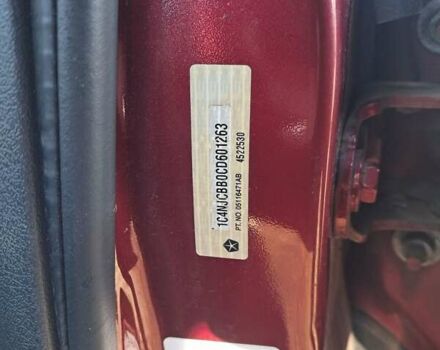 1C4NJCBB0CD601263
PT. NO. 05116471AB 4522530